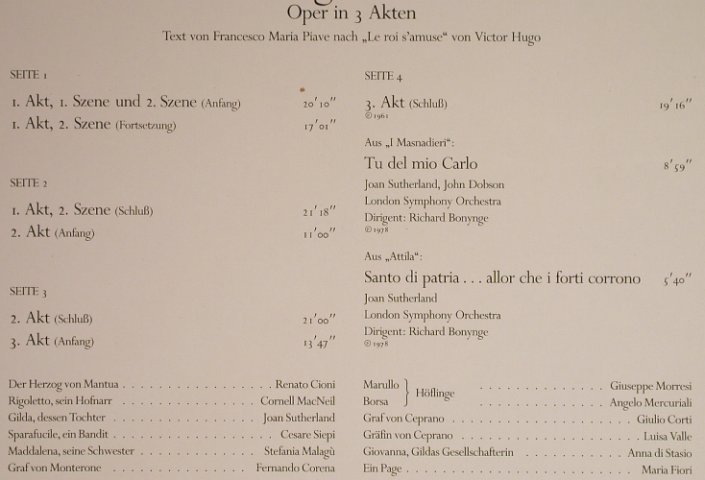 Oper in 3 Akten
Text von Francesco Maria Piave nach „Le roi s'amuse“ von Victor Hugo
SEITE 1
1. Akt, 1. Szene und 2. Szene (Anfang) 20′10″
1. Akt, 2. Szene (Fortsetzung) 17′01″
SEITE 2
1. Akt, 2. Szene (Schluß) 21′18″
2. Akt (Anfang) 11′00″
SEITE 3
2. Akt (Schluß) 21′00″
3. Akt (Anfang) 13′47″
SEITE 4
3. Akt (Schluß) 19′16″
℗ 1961
Aus „I Masnadieri“:
Tu del mio Carlo 8′59″
Joan Sutherland, John Dobson
London Symphony Orchestra
Dirigent: Richard Bonynge
℗ 1978
Aus „Attila“:
Santo di patria . . . allor che i forti corrono 5′40″
Joan Sutherland
London Symphony Orchestra
Dirigent: Richard Bonynge
℗ 1978
Der Herzog von Mantua . . . . . . . . . . . . . . . . Renato Cioni
Rigoletto, sein Hofnarr . . . . . . . . . . . . . . . Cornell MacNeil
Gilda, dessen Tochter . . . . . . . . . . . . . . . . Joan Sutherland
Sparafucile, ein Bandit . . . . . . . . . . . . . . . . Cesare Siepi
Maddalena, seine Schwester . . . . . . . . . . . . Stefania Malagù
Graf von Monterone . . . . . . . . . . . . . . . Fernando Corena
Marullo } Höflinge . . . . . . . . . . . . . Giuseppe Morresi
Borsa } . . . . . . . . . . . . . Angelo Mercuriali
Graf von Ceprano . . . . . . . . . . . . . . . . . . Giulio Corti
Gräfin von Ceprano . . . . . . . . . . . . . . . . . Luisa Valle
Giovanna, Gildas Gesellschafterin . . . . . . . . Anna di Stasio
Ein Page . . . . . . . . . . . . . . . . . . . . . . Maria Fiori